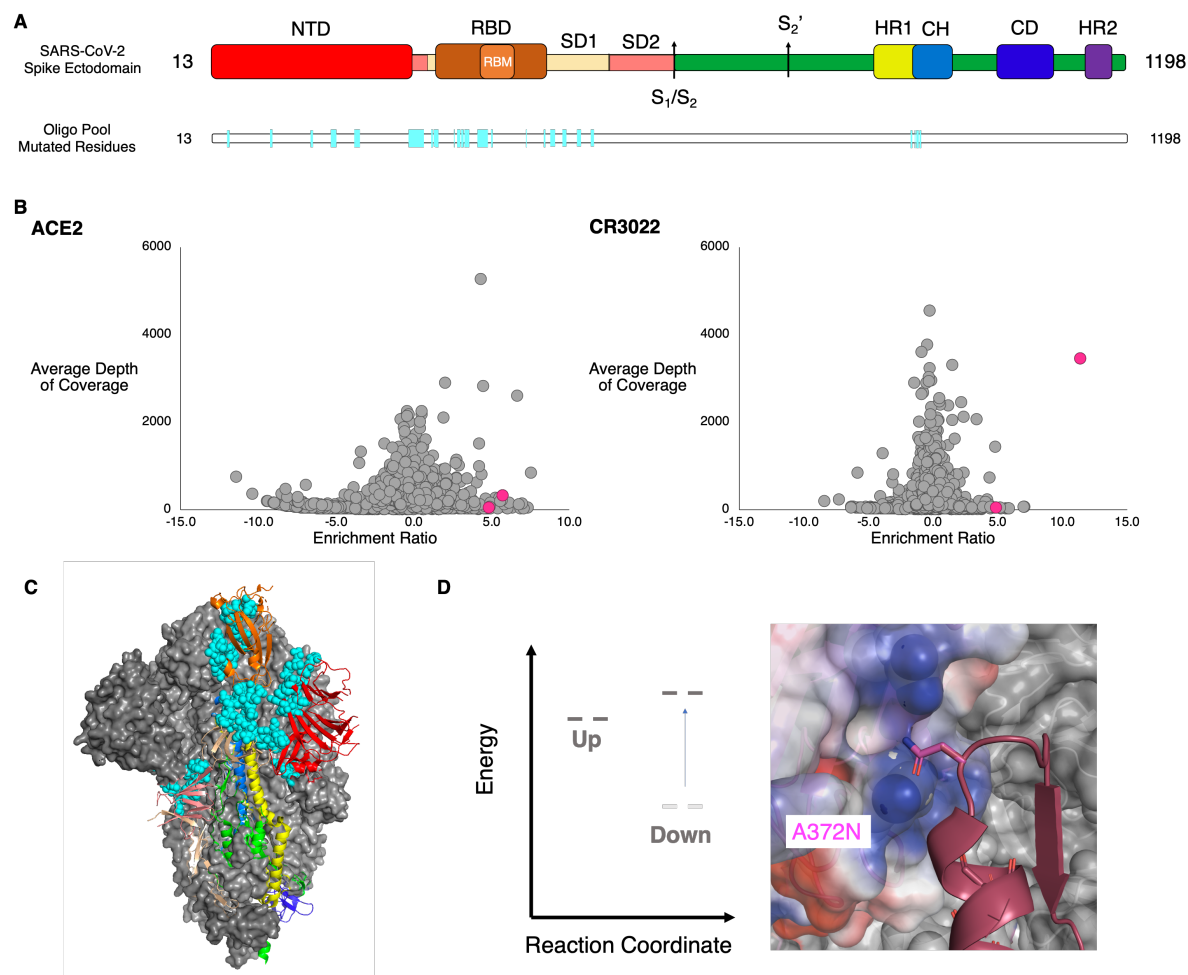 A
NTD
RBD
SD1
SD2
S2’
HR1
CH
CD
HR2
SARS-CoV-2
Spike Ectodomain
13
RBM
1198
S1/S2
Oligo Pool
Mutated Residues
13
1198
B
ACE2
6000
4000
Average Depth
of Coverage
2000
0
-15.0 -10.0 -5.0 0.0 5.0 10.0
Enrichment Ratio
CR3022
6000
4000
Average Depth
of Coverage
2000
0
-15.0 -10.0 -5.0 0.0 5.0 10.0 15.0
Enrichment Ratio
C
D
Energy
Up
Down
Reaction Coordinate
A372N